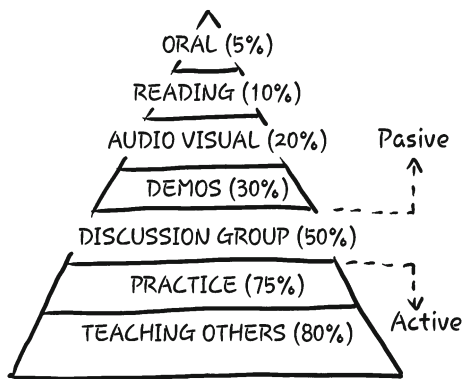 ORAL (5%)
READING (10%)
AUDIO VISUAL (20%)
Pasive
DEMOS (30%)
DISCUSSION GROUP (50%)
PRACTICE (75%)
Active
TEACHING OTHERS (80%)